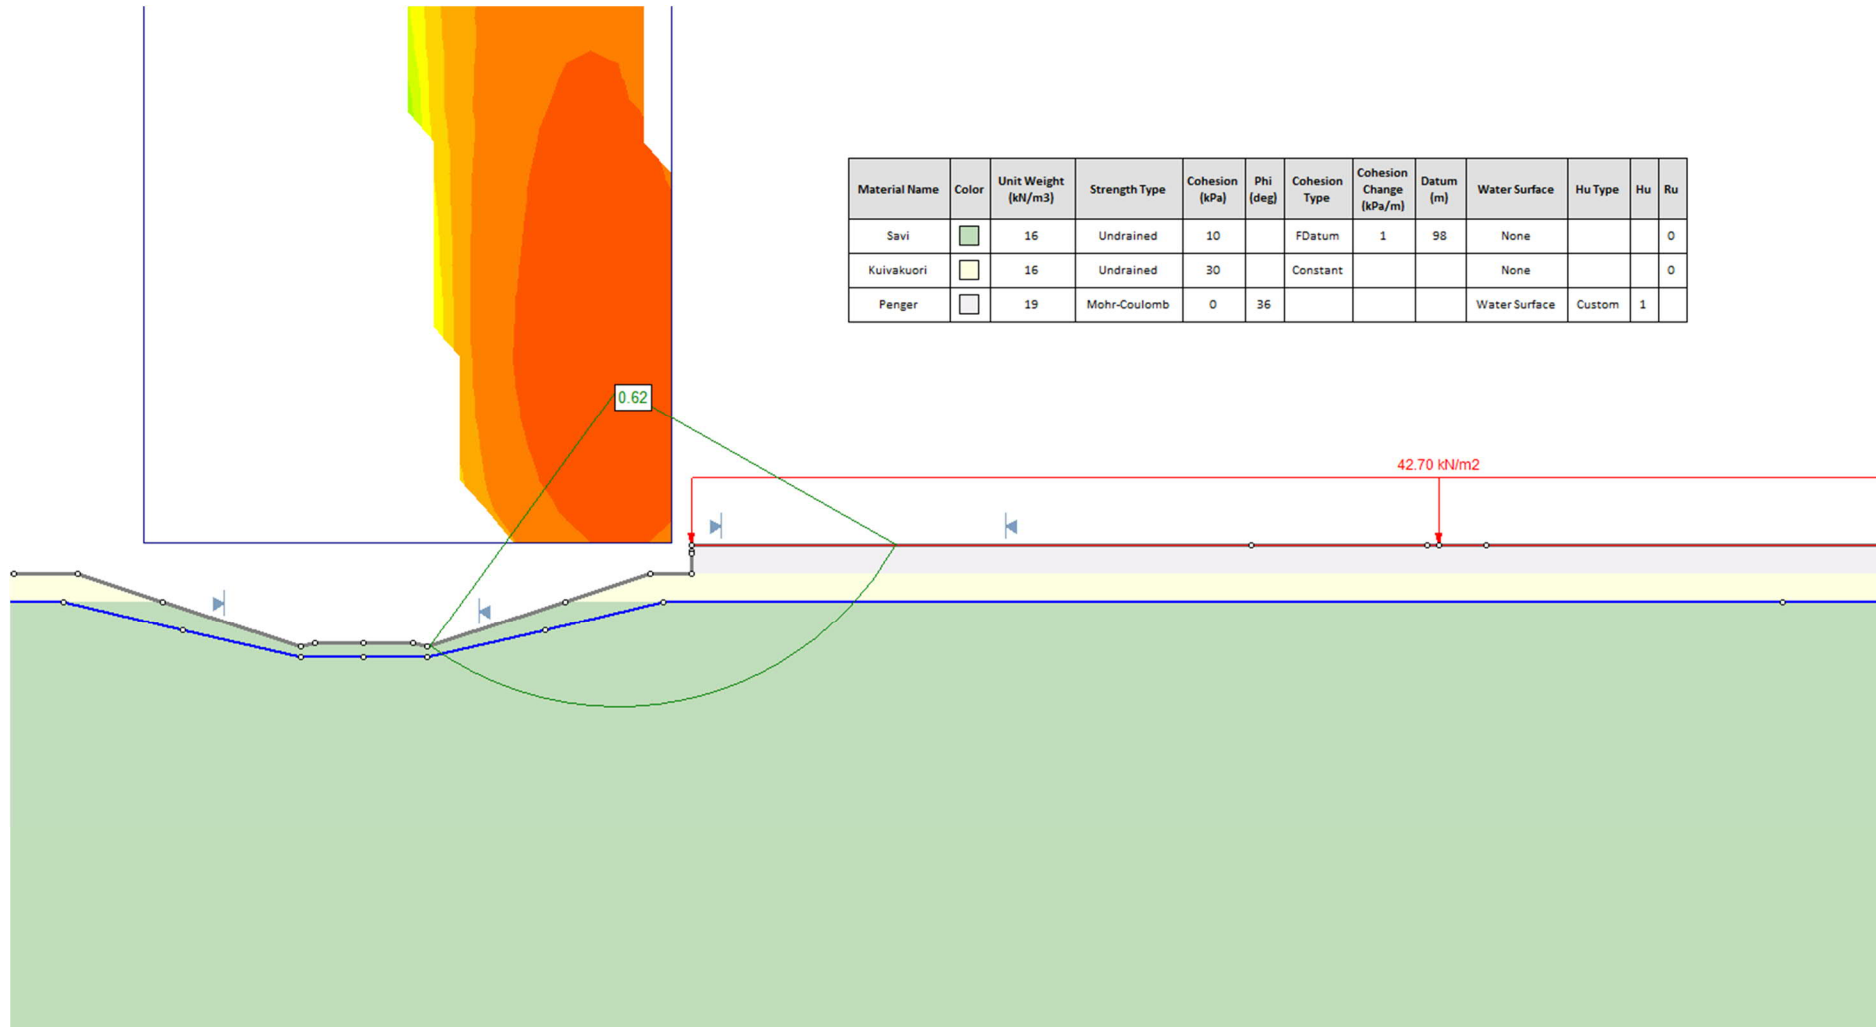 Material Name Color Unit Weight (kN/m3) Strength Type Cohesion (kPa) Phi (deg) Cohesion Type Cohesion Change (kPa/m) Datum (m) Water Surface Hu Type Hu Ru
Savi 16 Undrained 10 FDatum 1 98 None 0
Kuivakuori 16 Undrained 30 Constant None 0
Penger 19 Mohr-Coulomb 0 36 Water Surface Custom 1
0.62
42.70 kN/m2